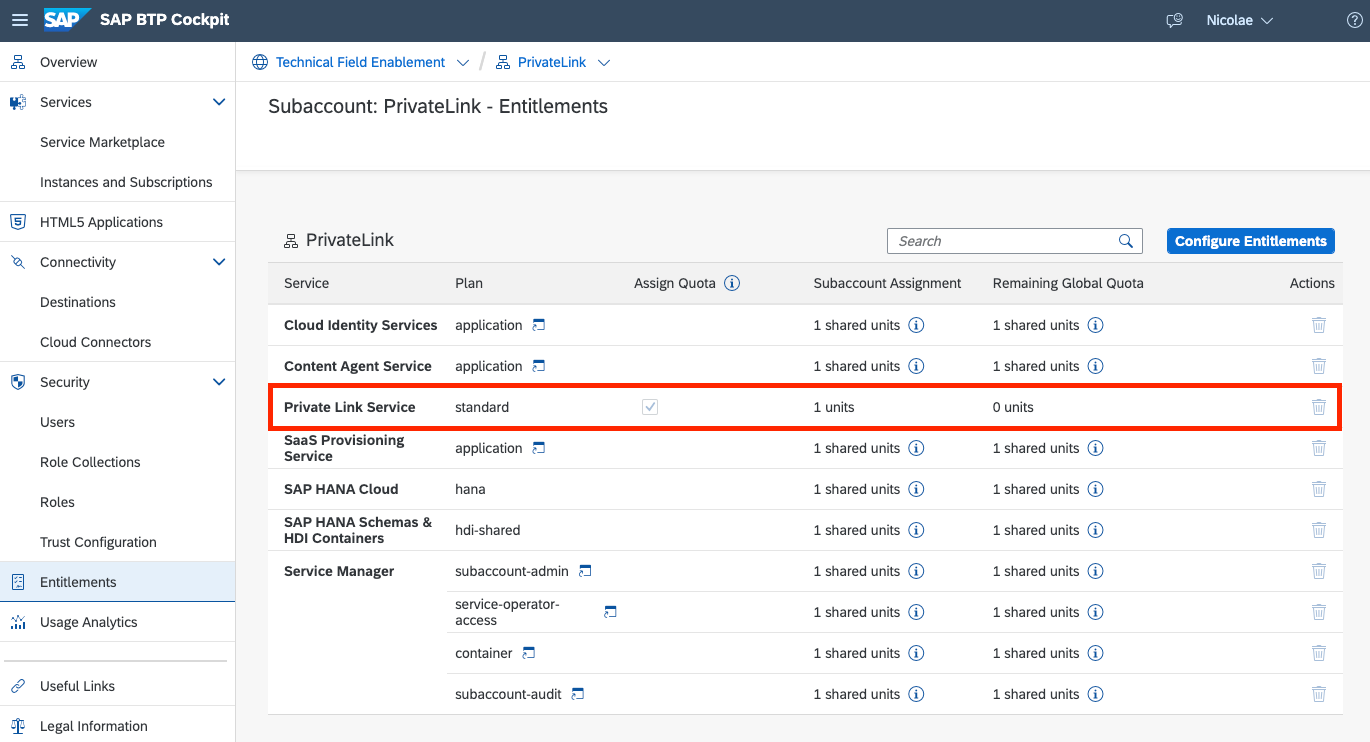 SAP SAP BTP Cockpit
Nicolae
Overview
Services
Service Marketplace
Instances and Subscriptions
HTML5 Applications
Connectivity
Destinations
Cloud Connectors
Security
Users
Role Collections
Roles
Trust Configuration
Entitlements
Usage Analytics
Useful Links
Legal Information
Technical Field Enablement / PrivateLink
Subaccount: PrivateLink - Entitlements
PrivateLink
Search
Configure Entitlements
Service Plan Assign Quota Subaccount Assignment Remaining Global Quota Actions
Cloud Identity Services application 1 shared units 1 shared units
Content Agent Service application 1 shared units 1 shared units
Private Link Service standard 1 units 0 units
SaaS Provisioning
Service application 1 shared units 1 shared units
SAP HANA Cloud hana 1 shared units 1 shared units
SAP HANA Schemas &
HDI Containers hdi-shared 1 shared units 1 shared units
Service Manager subaccount-admin 1 shared units 1 shared units
service-operator-
access 1 shared units 1 shared units
container 1 shared units 1 shared units
subaccount-audit 1 shared units 1 shared units